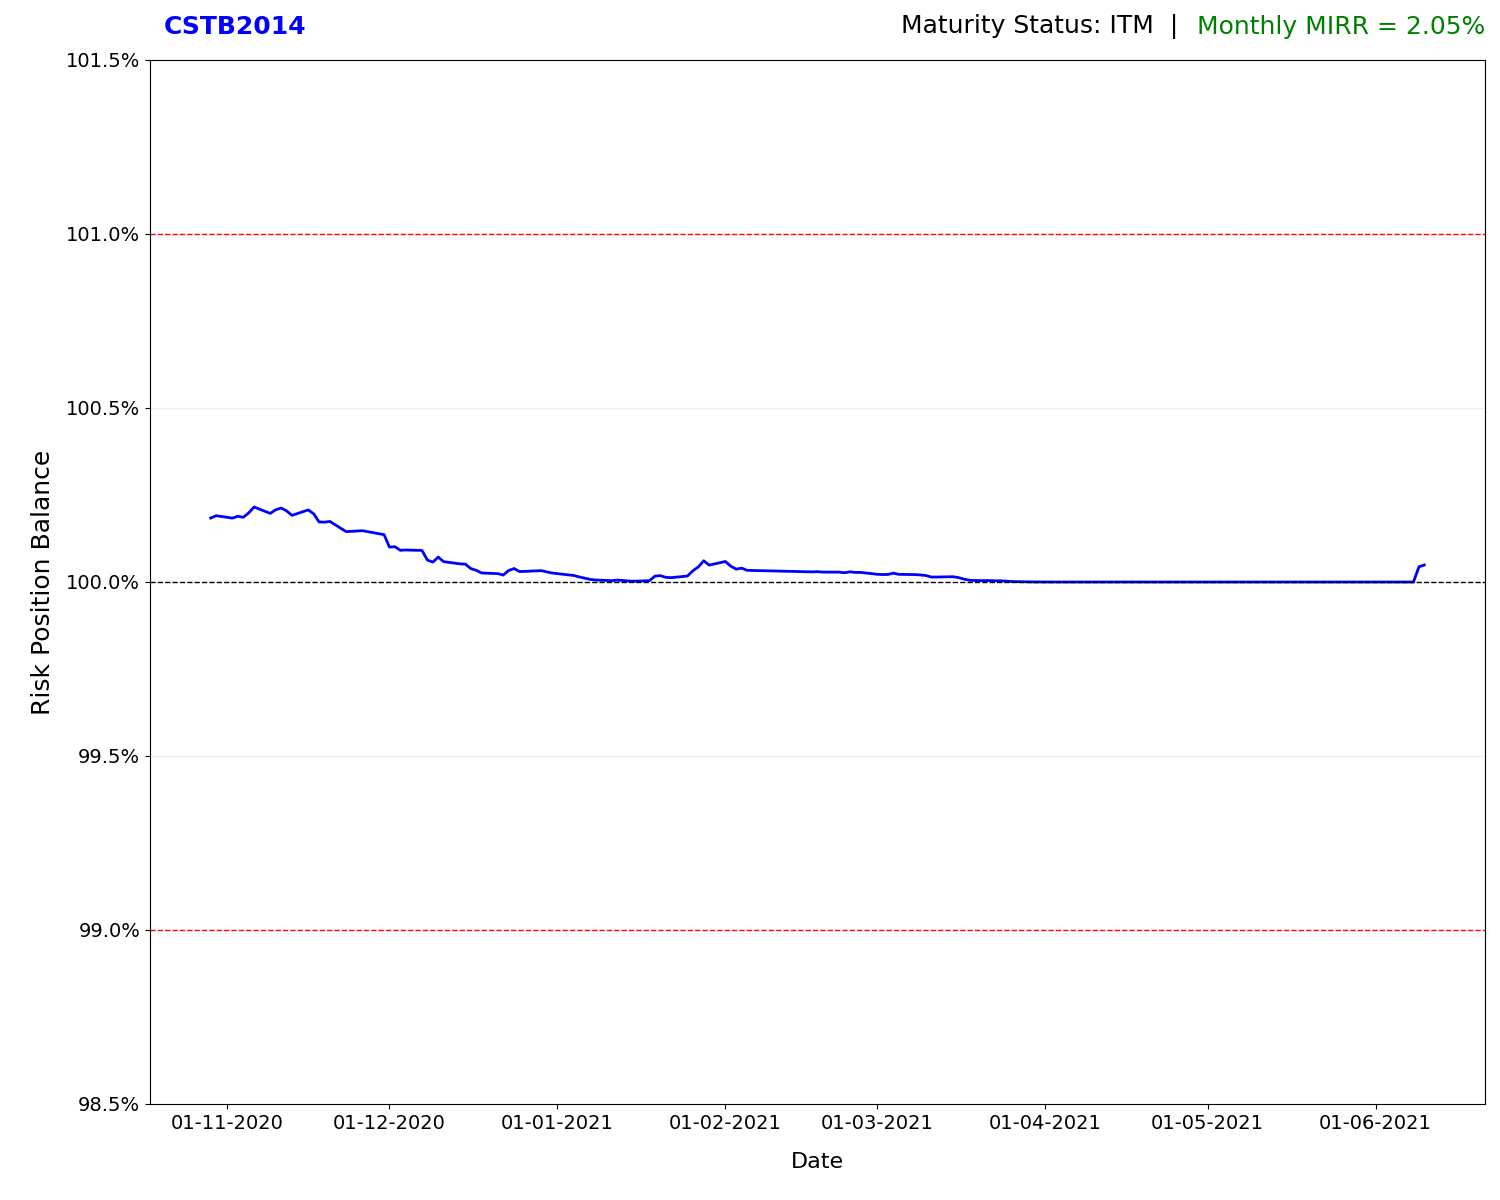 CSTB2014
Maturity Status: ITM | Monthly MIRR = 2.05%
101.5%
101.0%
100.5%
100.0%
99.5%
99.0%
98.5%
Risk Position Balance
01-11-2020 01-12-2020 01-01-2021 01-02-2021 01-03-2021 01-04-2021 01-05-2021 01-06-2021
Date